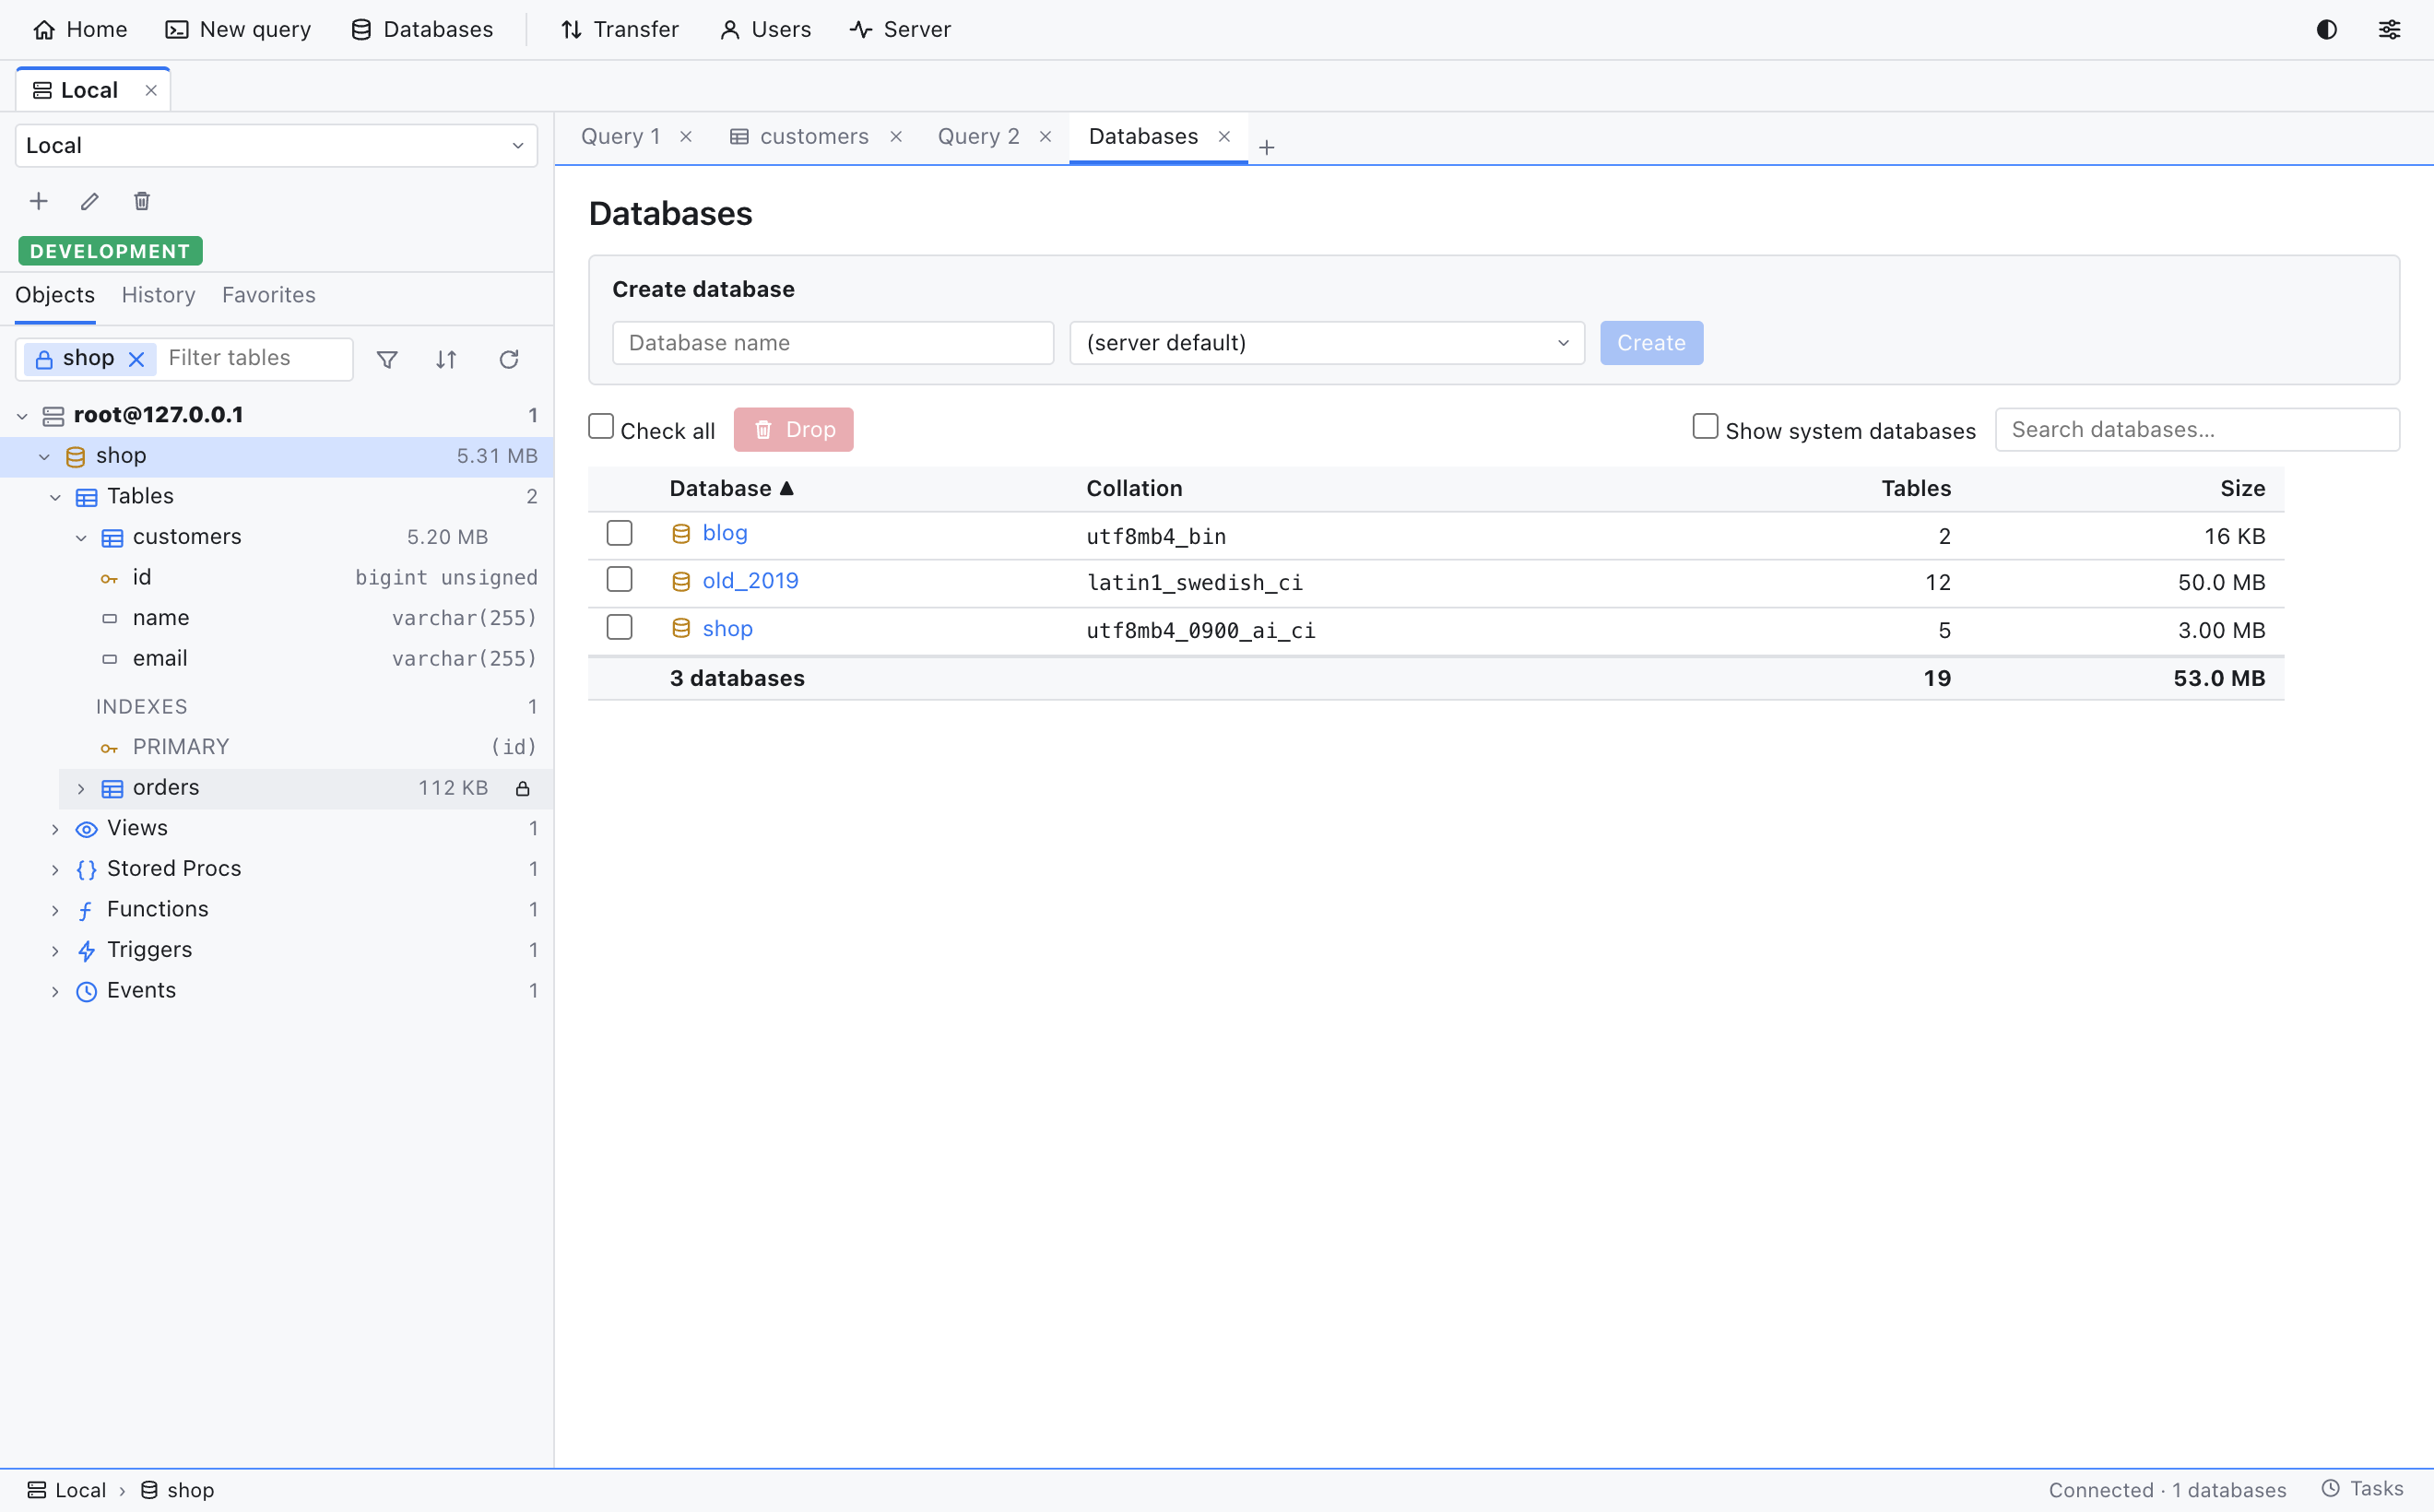 Home New query Databases Transfer Users Server
Local
Local
DEVELOPMENT
Objects History Favorites
shop Filter tables
root@127.0.0.1 1
shop 5.31 MB
Tables 2
customers 5.20 MB
id bigint unsigned
name varchar(255)
email varchar(255)
INDEXES 1
PRIMARY (id)
orders 112 KB
Views 1
Stored Procs 1
Functions 1
Triggers 1
Events 1
Query 1 customers Query 2 Databases
Databases
Create database
Database name (server default) Create
Check all Drop Show system databases Search databases...
Database ▲ Collation Tables Size
blog utf8mb4_bin 2 16 KB
old_2019 latin1_swedish_ci 12 50.0 MB
shop utf8mb4_0900_ai_ci 5 3.00 MB
3 databases 19 53.0 MB
Local › shop Connected · 1 databases Tasks